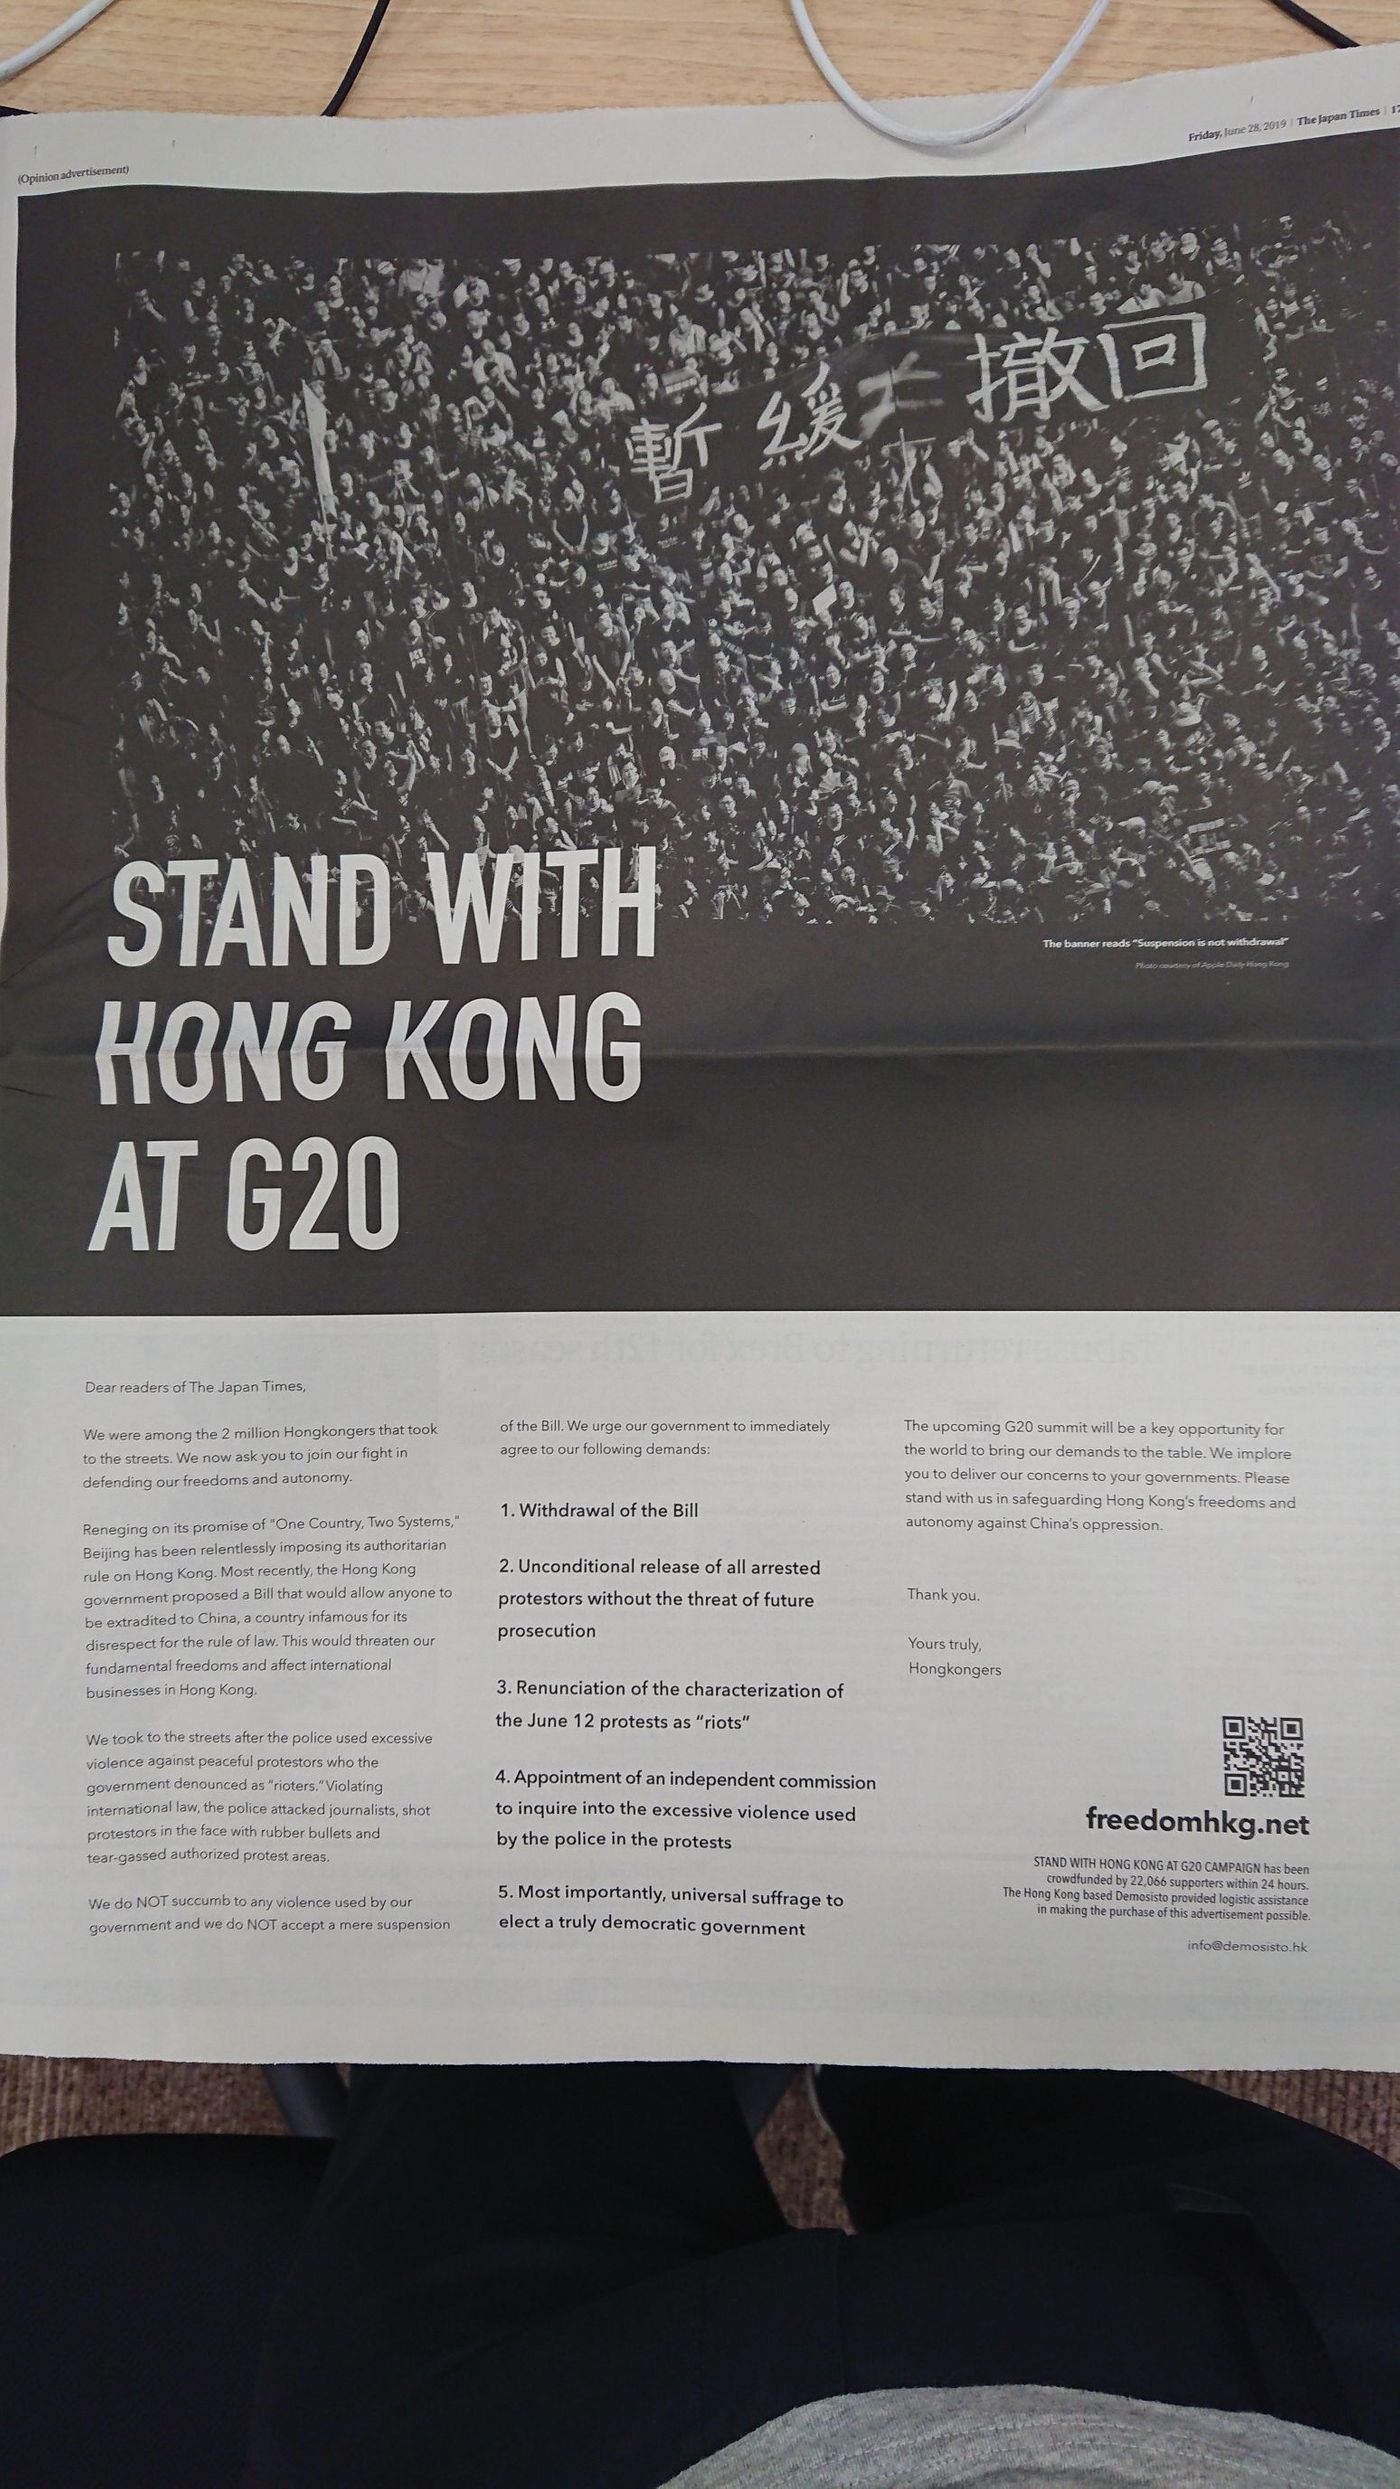 (Opinion advertisement)
Friday, June 28, 2019 | The Japan Times | 17
暫緩 撤回
STAND WITH
HONG KONG
AT G20
The banner reads "Suspension is not withdrawal"
Photo courtesy of Apple Daily Hong Kong
Dear readers of The Japan Times,
We were among the 2 million Hongkongers that took
to the streets. We now ask you to join our fight in
defending our freedoms and autonomy.
Reneging on its promise of "One Country, Two Systems,"
Beijing has been relentlessly imposing its authoritarian
rule on Hong Kong. Most recently, the Hong Kong
government proposed a Bill that would allow anyone to
be extradited to China, a country infamous for its
disrespect for the rule of law. This would threaten our
fundamental freedoms and affect international
businesses in Hong Kong.
We took to the streets after the police used excessive
violence against peaceful protestors who the
government denounced as "rioters." Violating
international law, the police attacked journalists, shot
protestors in the face with rubber bullets and
tear-gassed authorized protest areas.
We do NOT succumb to any violence used by our
government and we do NOT accept a mere suspension
of the Bill. We urge our government to immediately
agree to our following demands:
1. Withdrawal of the Bill
2. Unconditional release of all arrested
protestors without the threat of future
prosecution
3. Renunciation of the characterization of
the June 12 protests as "riots"
4. Appointment of an independent commission
to inquire into the excessive violence used
by the police in the protests
5. Most importantly, universal suffrage to
elect a truly democratic government
The upcoming G20 summit will be a key opportunity for
the world to bring our demands to the table. We implore
you to deliver our concerns to your governments. Please
stand with us in safeguarding Hong Kong's freedoms and
autonomy against China's oppression.
Thank you.
Yours truly,
Hongkongers
freedomhkg.net
STAND WITH HONG KONG AT G20 CAMPAIGN has been
crowdfunded by 22,066 supporters within 24 hours.
The Hong Kong based Demosisto provided logistic assistance
in making the purchase of this advertisement possible.
info@demosisto.hk